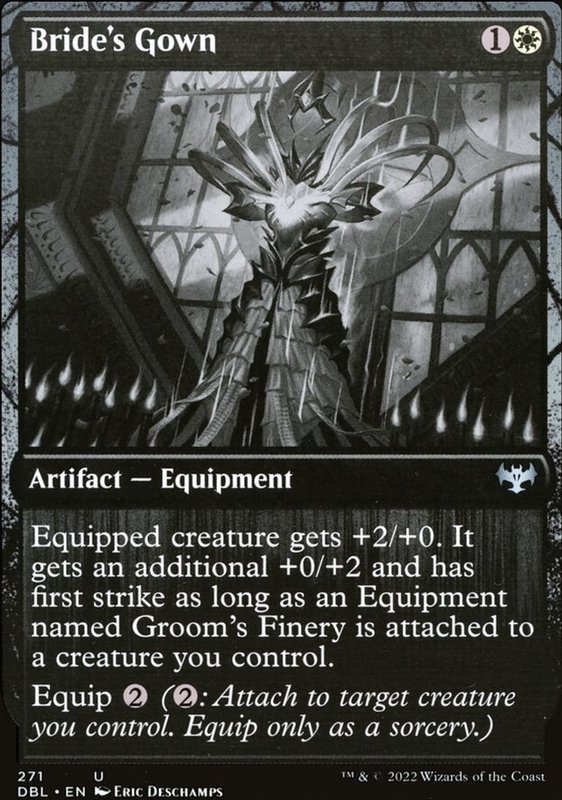 Bride's Gown 1
Artifact — Equipment
Equipped creature gets +2/+0. It
gets an additional +0/+2 and has
first strike as long as an Equipment
named Groom's Finery is attached to
a creature you control.
Equip 2 (2: Attach to target creature
you control. Equip only as a sorcery.)
271 U
DBL • EN Eric Deschamps
™ & © 2022 Wizards of the Coast